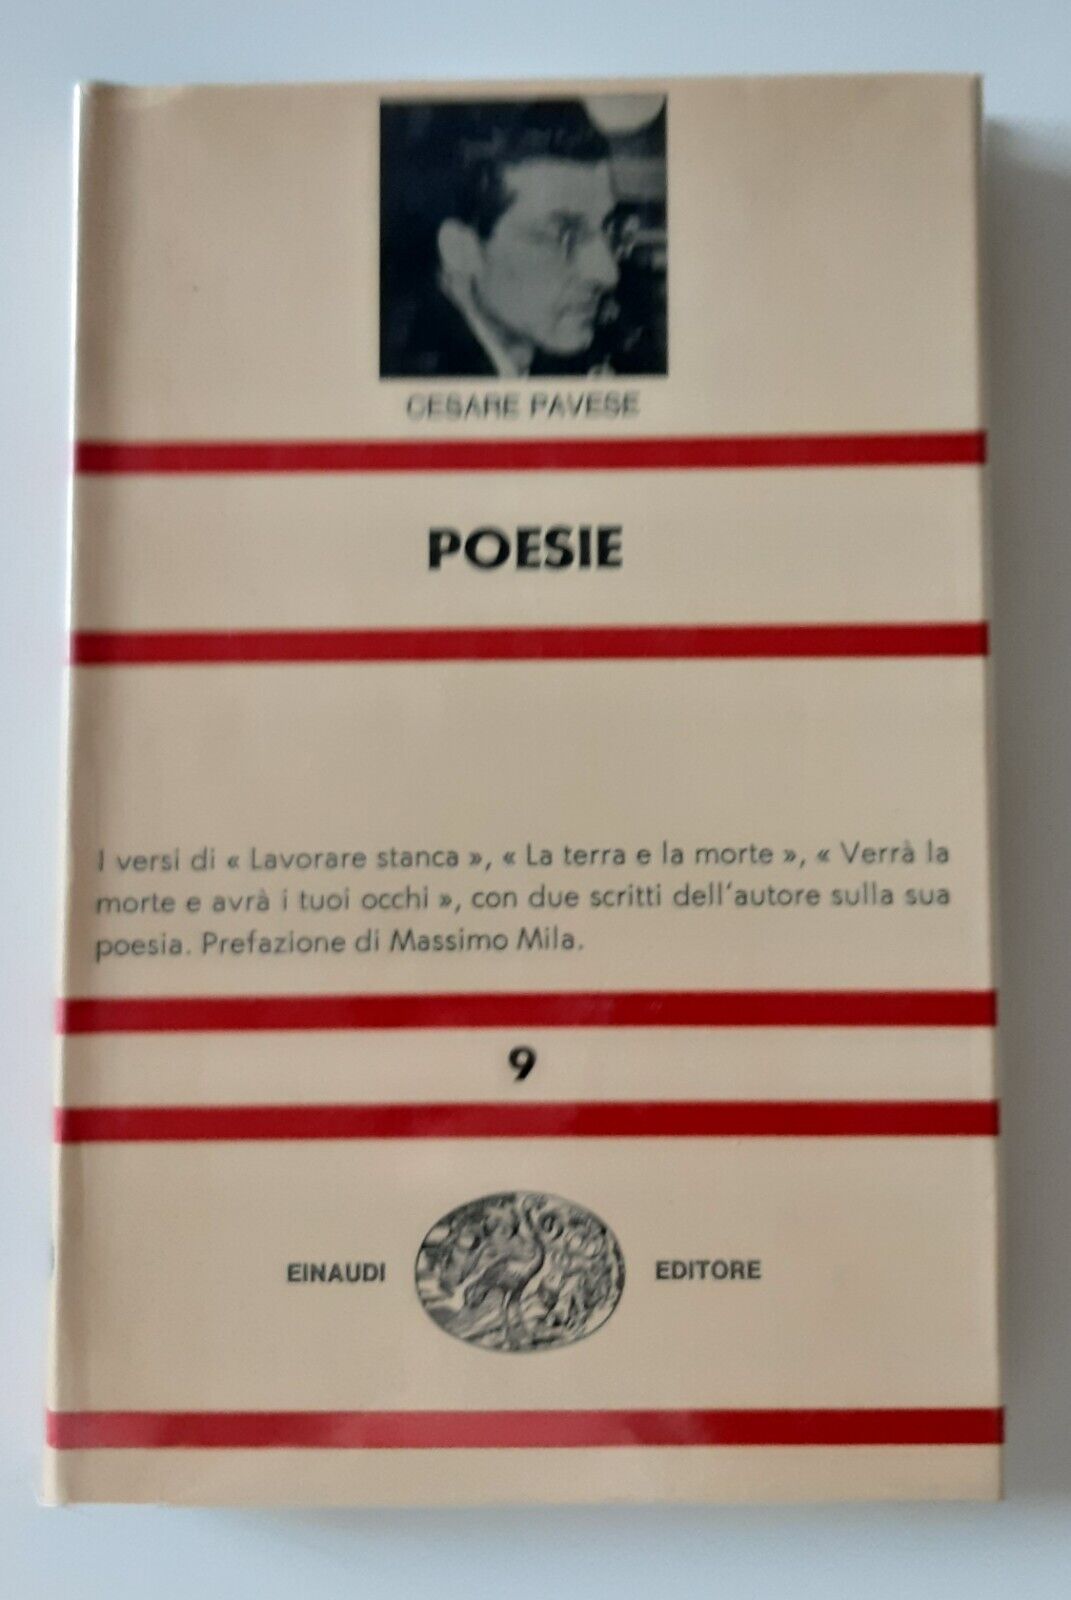 CESARE PAVESE
POESIE
I versi di « Lavorare stanca », « La terra e la morte », « Verrà la
morte e avrà i tuoi occhi », con due scritti dell'autore sulla sua
poesia. Prefazione di Massimo Mila.
9
EINAUDI EDITORE